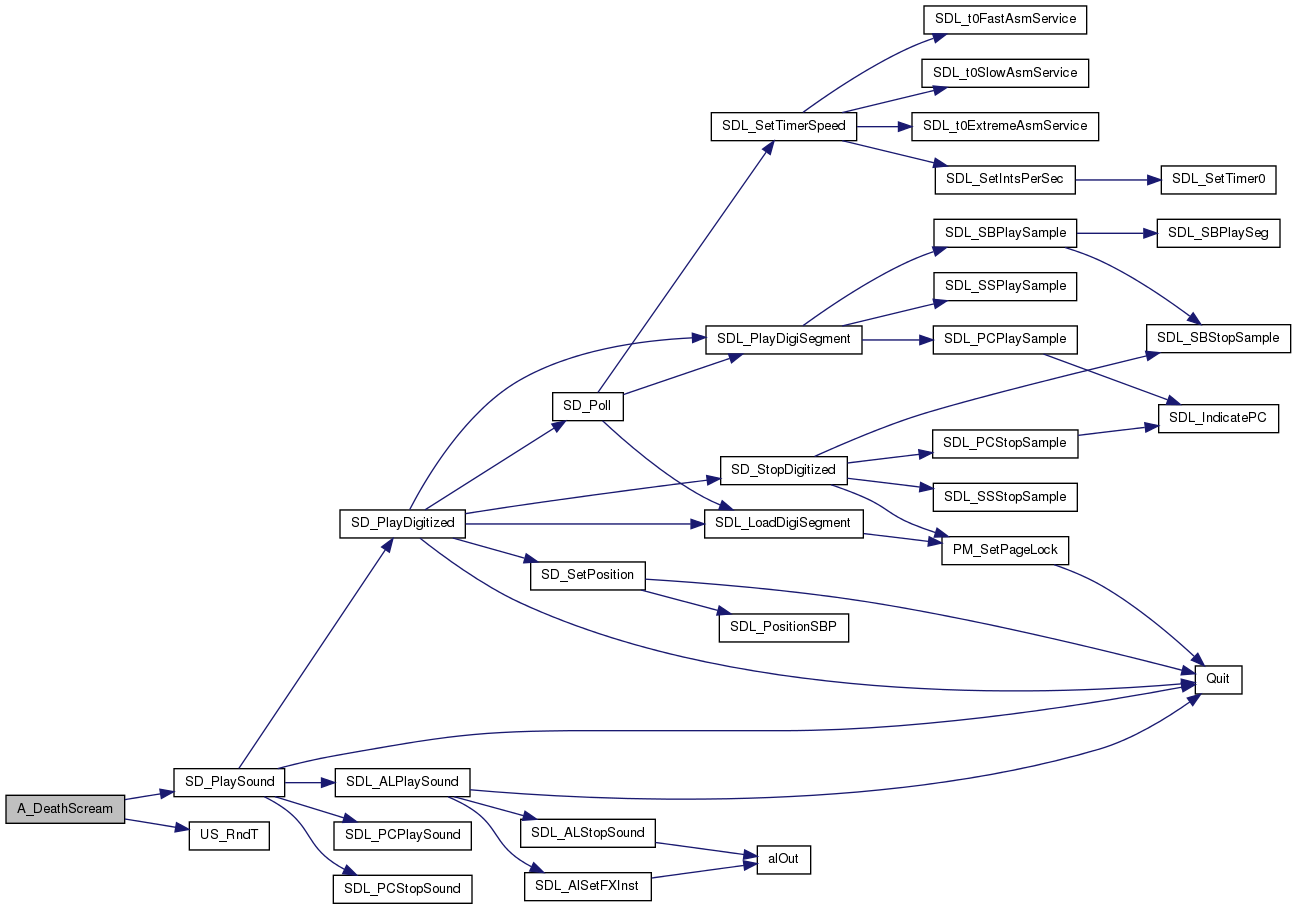 SDL_t0FastAsmService
SDL_t0SlowAsmService
SDL_SetTimerSpeed
SDL_t0ExtremeAsmService
SDL_SetIntsPerSec
SDL_SetTimer0
SDL_SBPlaySample
SDL_SBPlaySeg
SDL_SSPlaySample
SDL_PlayDigiSegment
SDL_PCPlaySample
SDL_SBStopSample
SD_Poll
SDL_IndicatePC
SDL_PCStopSample
SD_StopDigitized
SDL_SSStopSample
SD_PlayDigitized
SDL_LoadDigiSegment
PM_SetPageLock
SD_SetPosition
SDL_PositionSBP
Quit
SD_PlaySound
SDL_ALPlaySound
A_DeathScream
US_RndT
SDL_PCPlaySound
SDL_ALStopSound
alOut
SDL_PCStopSound
SDL_AlSetFXInst